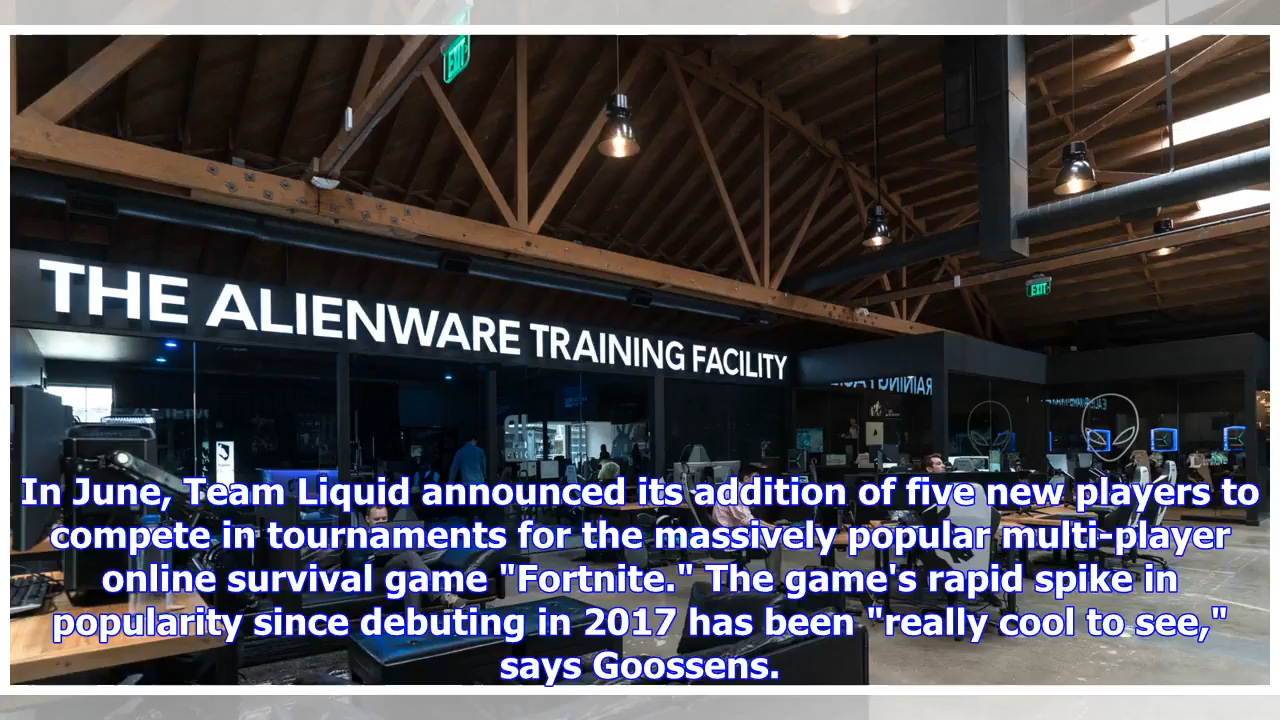 EXIT
THE ALIENWARE TRAINING FACILITY
EXIT
In June, Team Liquid announced its addition of five new players to
compete in tournaments for the massively popular multi-player
online survival game "Fortnite." The game's rapid spike in
popularity since debuting in 2017 has been "really cool to see,"
says Goossens.